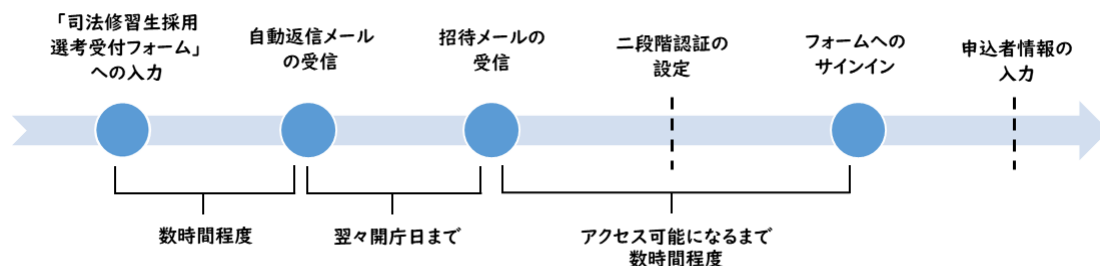 「司法修習生採用
選考受付フォーム」
への入力
自動返信メール
の受信
招待メールの
受信
二段階認証の
設定
フォームへの
サインイン
申込者情報の
入力
数時間程度
翌々開庁日まで
アクセス可能になるまで
数時間程度